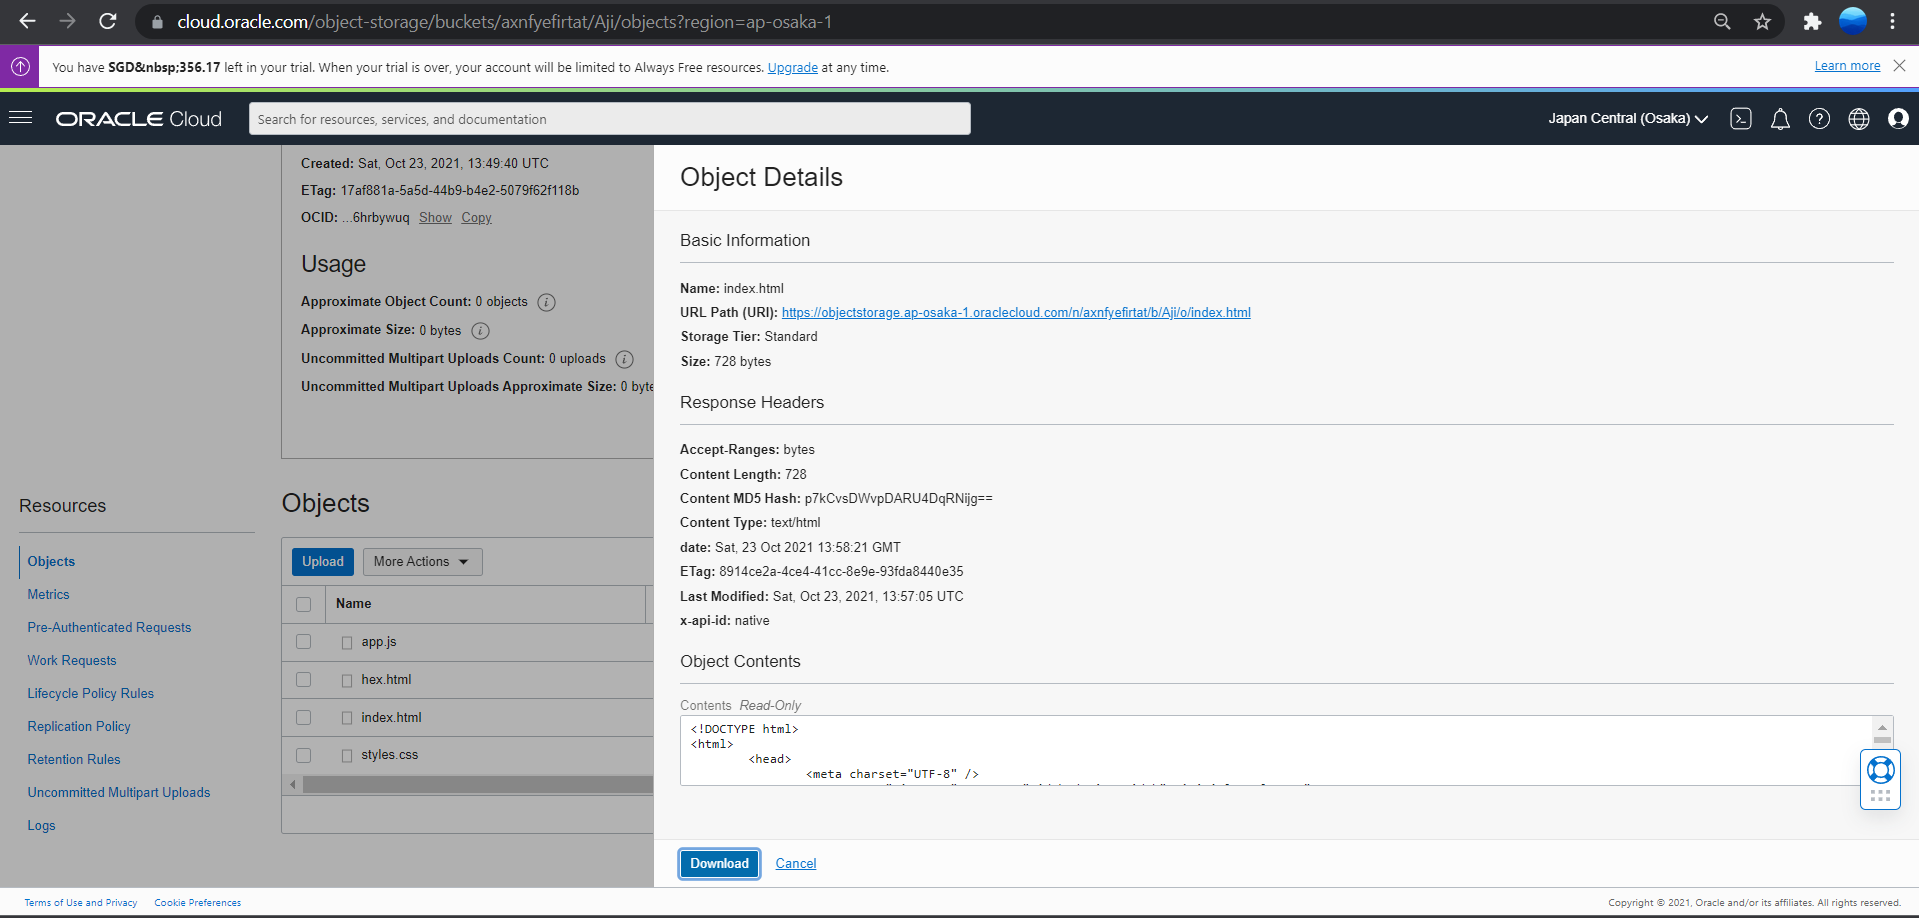 cloud.oracle.com/object-storage/buckets/axnfyefirtat/Aji/objects?region=ap-osaka-1
You have SGD&nbsp;356.17 left in your trial. When your trial is over, your account will be limited to Always Free resources. Upgrade at any time.
Learn more
ORACLE Cloud
Search for resources, services, and documentation
Japan Central (Osaka)
Created: Sat, Oct 23, 2021, 13:49:40 UTC
ETag: 17af881a-5a5d-44b9-b4e2-5079f62f118b
OCID: ...6hrbywuq Show Copy
Usage
Approximate Object Count: 0 objects
Approximate Size: 0 bytes
Uncommitted Multipart Uploads Count: 0 uploads
Uncommitted Multipart Uploads Approximate Size: 0 byte
Resources
Objects
Metrics
Pre-Authenticated Requests
Work Requests
Lifecycle Policy Rules
Replication Policy
Retention Rules
Uncommitted Multipart Uploads
Logs
Objects
Upload
More Actions
Name
app.js
hex.html
index.html
styles.css
Object Details
Basic Information
Name: index.html
URL Path (URI): https://objectstorage.ap-osaka-1.oraclecloud.com/n/axnfyefirtat/b/Aji/o/index.html
Storage Tier: Standard
Size: 728 bytes
Response Headers
Accept-Ranges: bytes
Content Length: 728
Content MD5 Hash: p7kCvsDWvpDARU4DqRNijg==
Content Type: text/html
date: Sat, 23 Oct 2021 13:58:21 GMT
ETag: 8914ce2a-4ce4-41cc-8e9e-93fda8440e35
Last Modified: Sat, Oct 23, 2021, 13:57:05 UTC
x-api-id: native
Object Contents
Contents Read-Only
<!DOCTYPE html>
<html>
<head>
<meta charset="UTF-8" />
Download
Cancel
Terms of Use and Privacy
Cookie Preferences
Copyright © 2021, Oracle and/or its affiliates. All rights reserved.